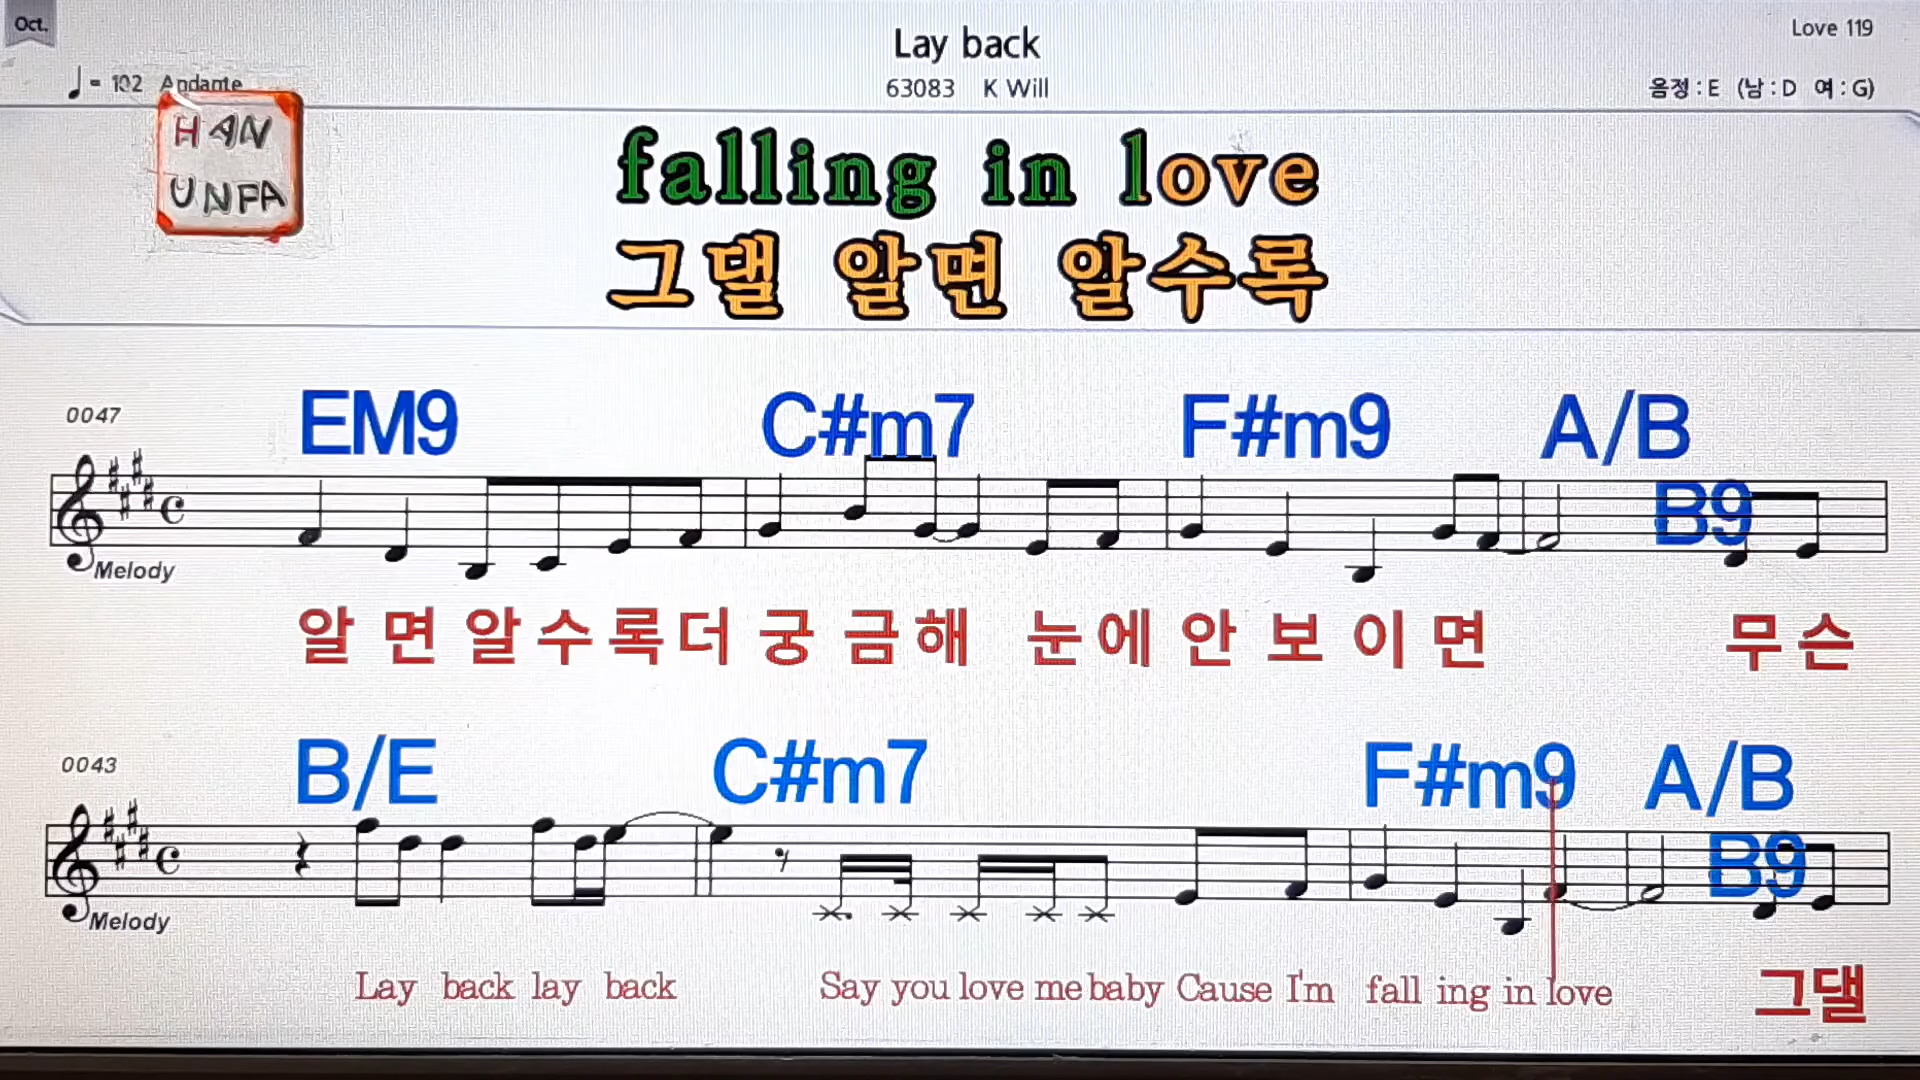 Oct.
Lay back
Love 119
♩= 102 Andante
63083 K Will
음정 : E (남 : D 여 : G)
HAN
UNFA
falling in love
그댈 알면 알수록
0047
EM9 C#m7 F#m9 A/B
B9
Melody
알 면 알수록더 궁 금해 눈에 안 보 이 면 무슨
0043
B/E C#m7 F#m9 A/B
B9
Melody
Lay back lay back Say you love me baby Cause I'm fall ing in love 그댈